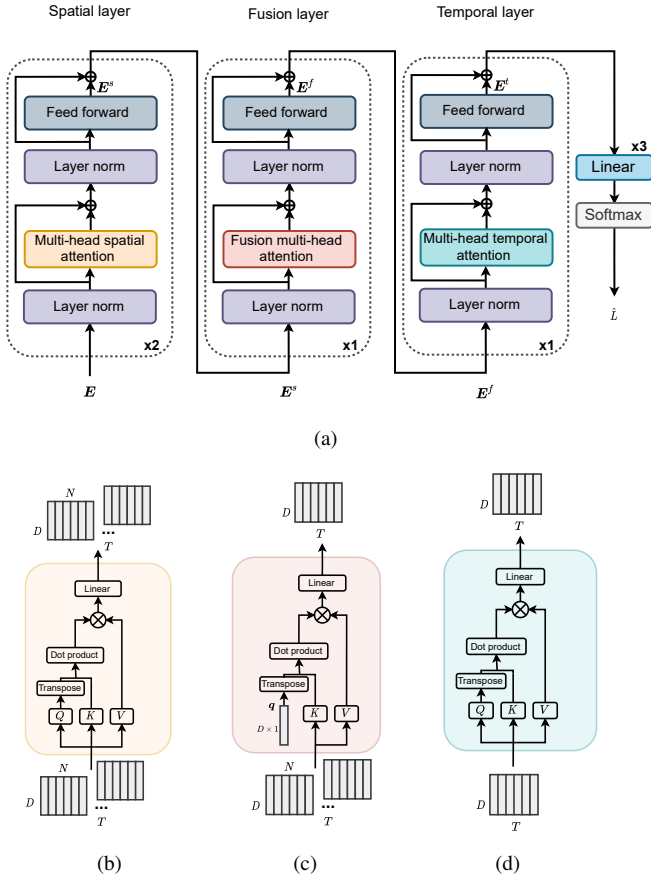 Spatial layer
Fusion layer
Temporal layer
E^s
E^f
E^t
Feed forward
Feed forward
Feed forward
x3
Layer norm
Layer norm
Layer norm
Linear
Softmax
Multi-head spatial
attention
Fusion multi-head
attention
Multi-head temporal
attention
Layer norm
Layer norm
Layer norm
L̂
x2
x1
x1
E
E^s
E^f
(a)
N
D
...
T
Linear
Dot product
Transpose
Q
K
V
N
D
...
T
(b)
D
T
Linear
Dot product
Transpose
q
D × 1
K
V
N
D
...
T
(c)
D
T
Linear
Dot product
Transpose
Q
K
V
D
T
(d)